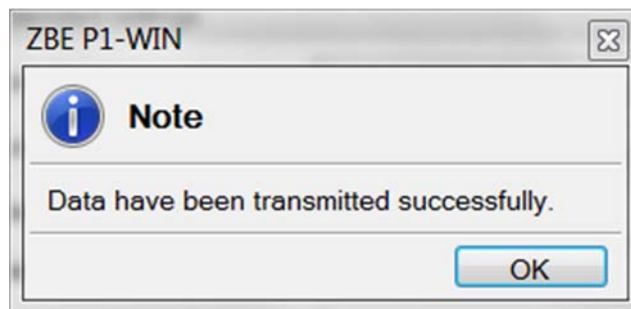 ZBE P1-WIN
Note
Data have been transmitted successfully.
OK